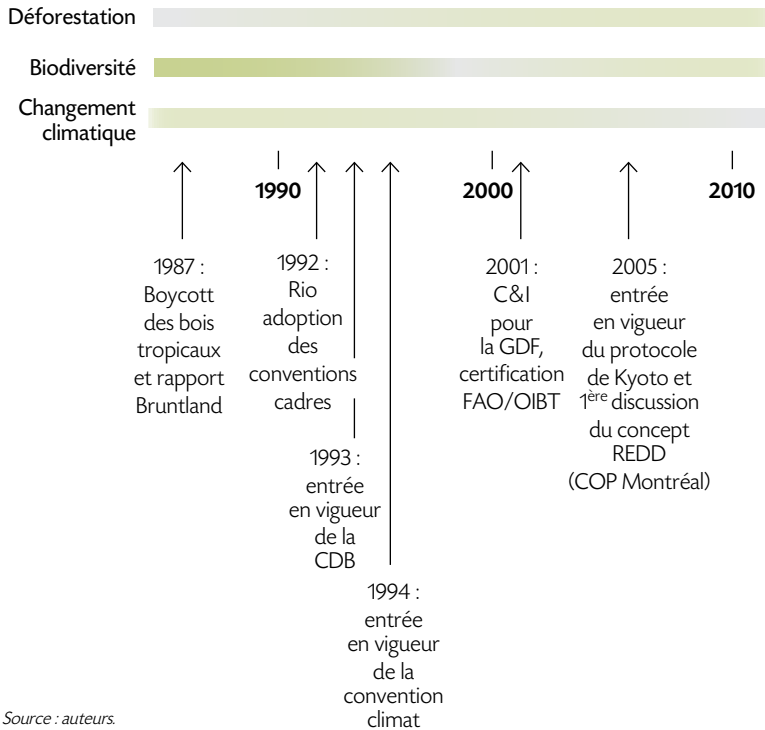 Déforestation
Biodiversité
Changement
climatique
1990
2000
2010
1987 :
Boycott
des bois
tropicaux
et rapport
Bruntland
1992 :
Rio
adoption
des
conventions
cadres
1993 :
entrée
en vigueur
de la
CDB
1994 :
entrée
en vigueur
de la
convention
climat
2001 :
C&I
pour
la GDF,
certification
FAO/OIBT
2005 :
entrée
en vigueur
du protocole
de Kyoto et
1ère discussion
du concept
REDD
(COP Montréal)
Source : auteurs.